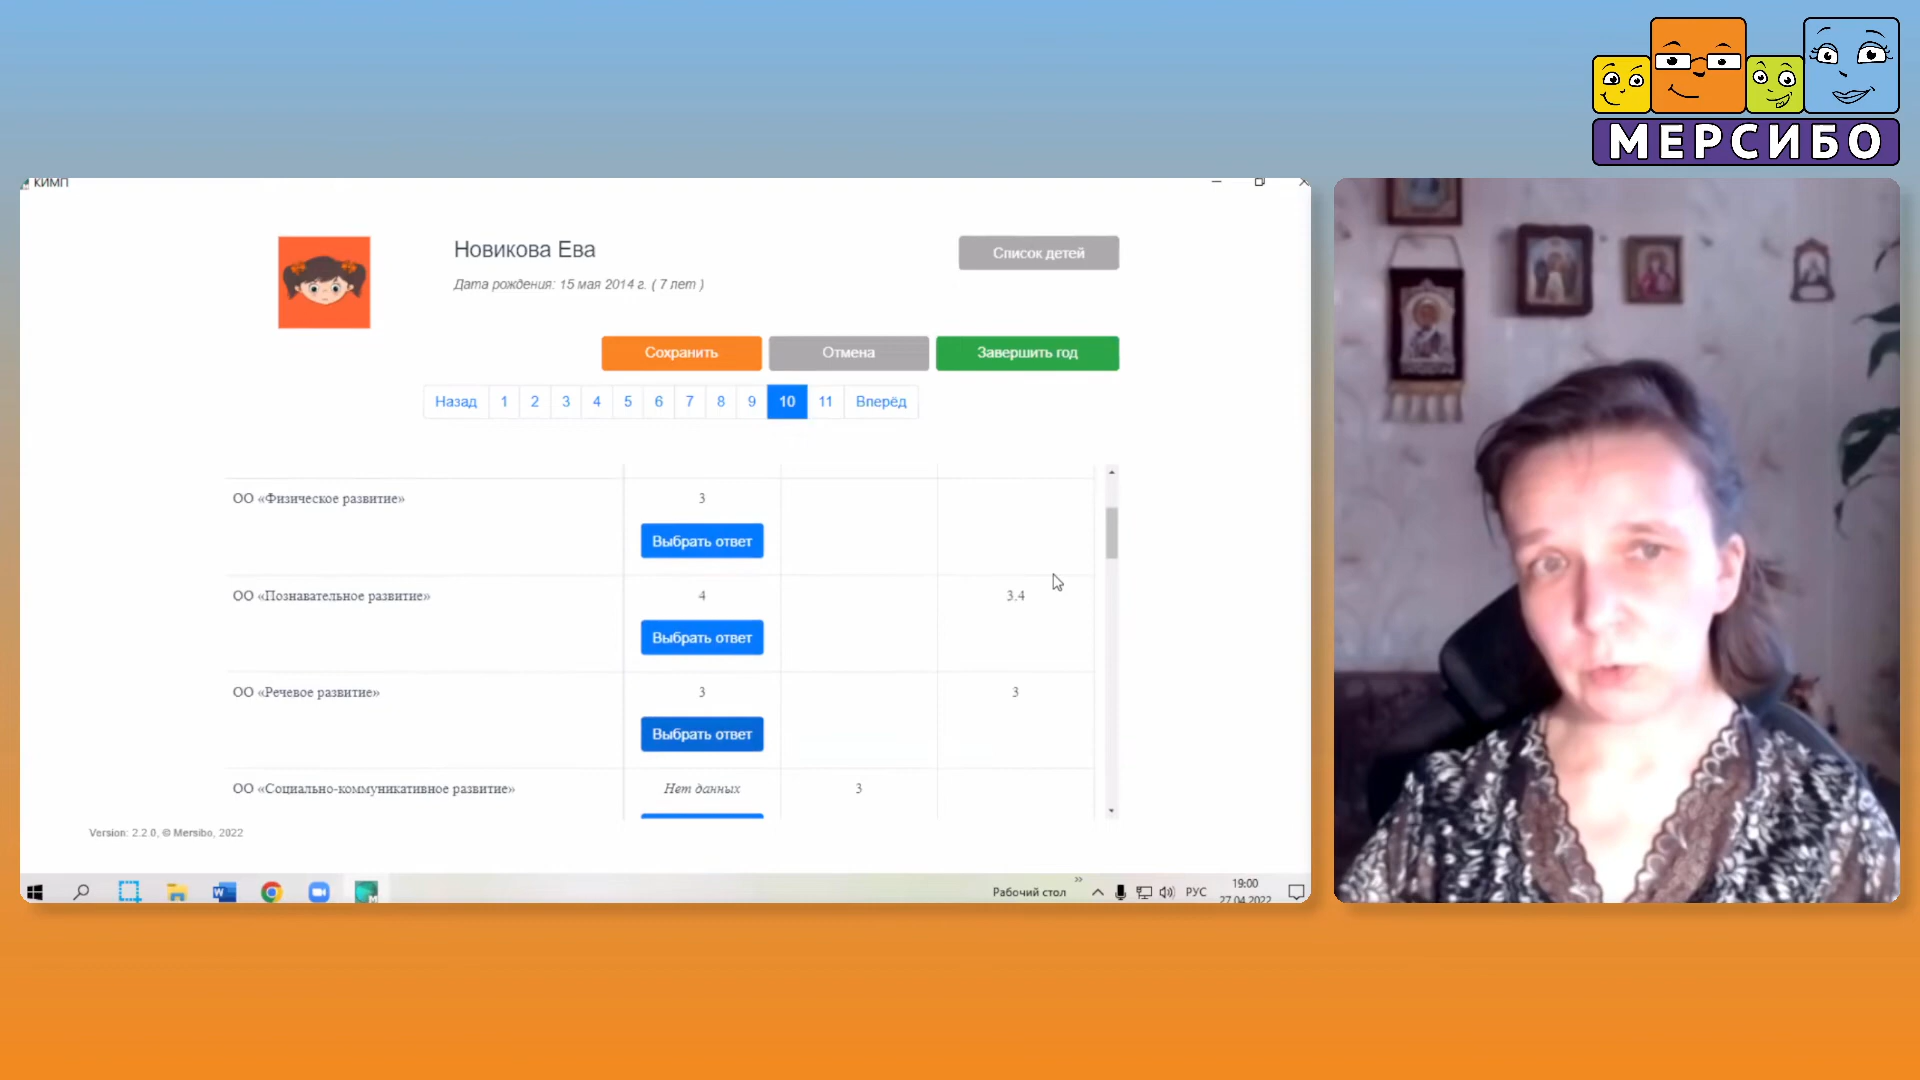 МЕРСИБО
КИМП
Новикова Ева
Список детей
Дата рождения: 15 мая 2014 г. ( 7 лет )
Сохранить
Отмена
Завершить год
Назад 1 2 3 4 5 6 7 8 9 10 11 Вперёд
ОО «Физическое развитие» 3
Выбрать ответ
ОО «Познавательное развитие» 4 3.4
Выбрать ответ
ОО «Речевое развитие» 3 3
Выбрать ответ
ОО «Социально-коммуникативное развитие» Нет данных 3
Version: 2.2.0, © Mersibo, 2022
Рабочий стол
РУС
19:00
27.04.2022